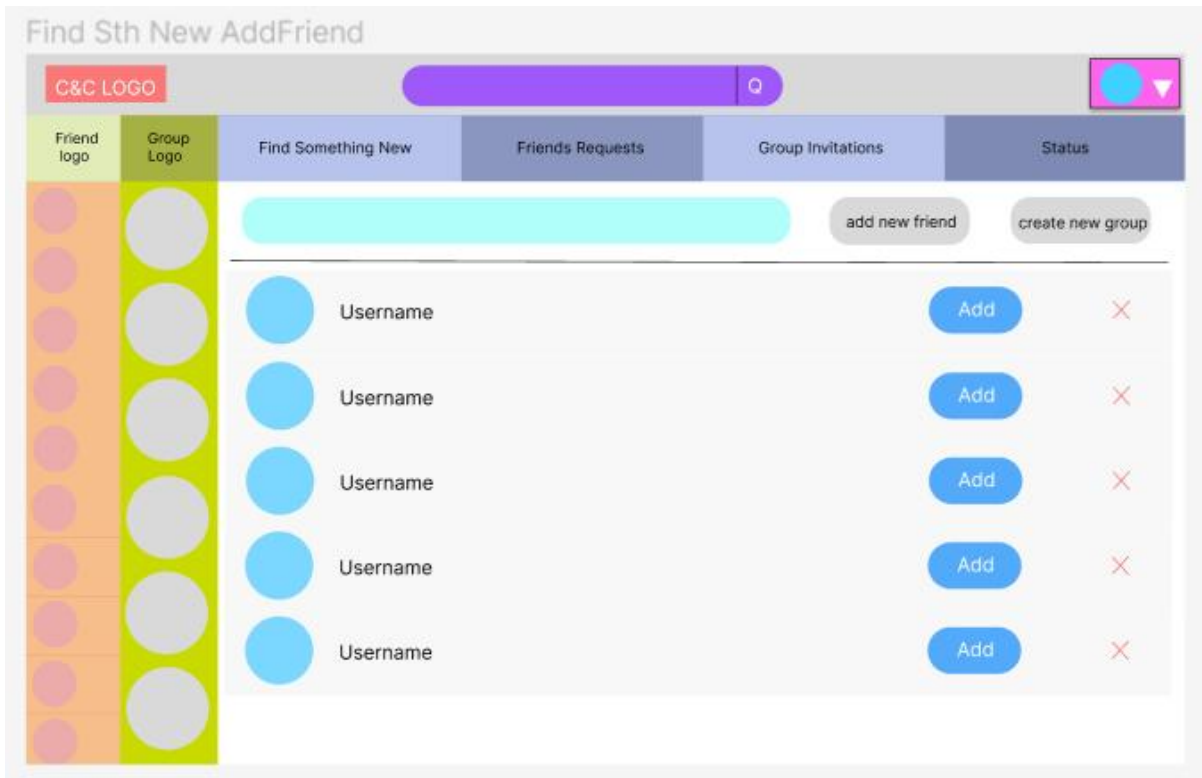 Find Sth New AddFriend
C&C LOGO
Q
Friend
logo
Group
Logo
Find Something New
Friends Requests
Group Invitations
Status
add new friend
create new group
Username
Add
Username
Add
Username
Add
Username
Add
Username
Add